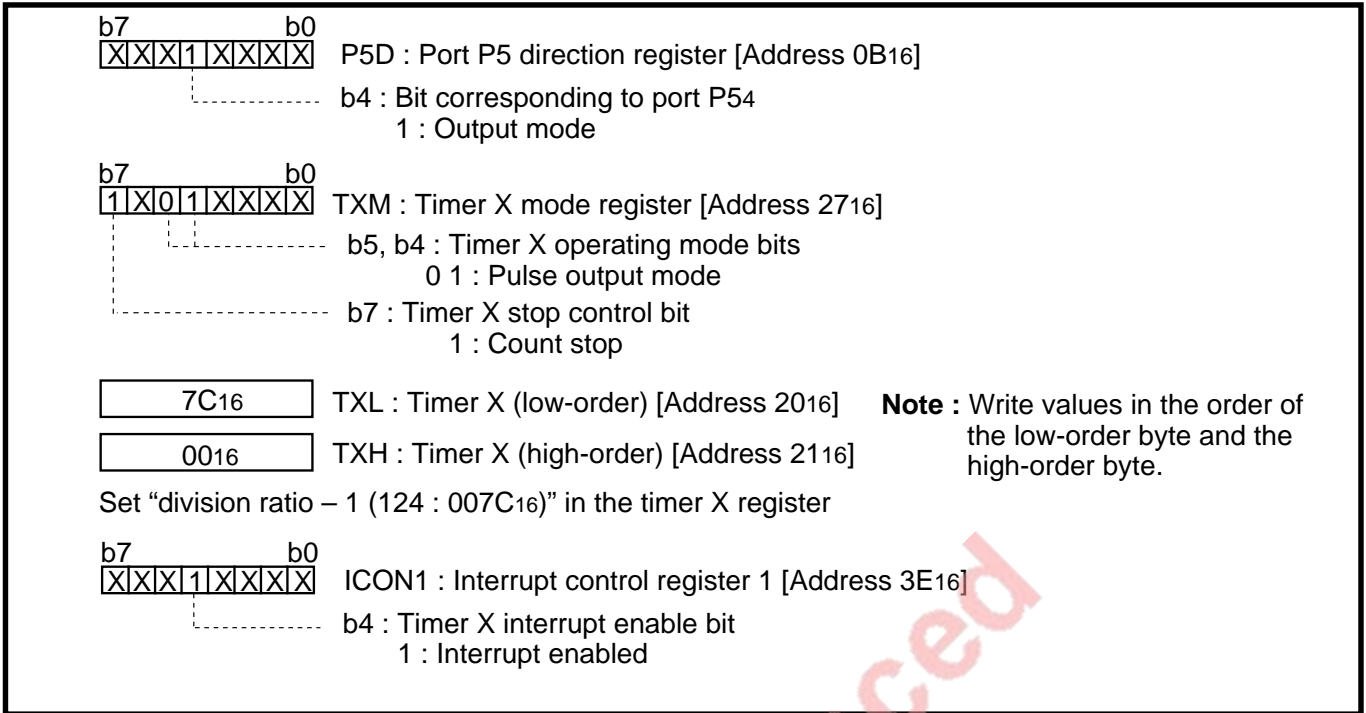 b7 b0
X X X 1 X X X X P5D : Port P5 direction register [Address 0B16]
b4 : Bit corresponding to port P54
1 : Output mode
b7 b0
1 X 0 1 X X X X TXM : Timer X mode register [Address 2716]
b5, b4 : Timer X operating mode bits
0 1 : Pulse output mode
b7 : Timer X stop control bit
1 : Count stop
7C16 TXL : Timer X (low-order) [Address 2016] Note : Write values in the order of
the low-order byte and the
0016 TXH : Timer X (high-order) [Address 2116] high-order byte.
Set “division ratio – 1 (124 : 007C16)” in the timer X register
b7 b0
X X X 1 X X X X ICON1 : Interrupt control register 1 [Address 3E16]
b4 : Timer X interrupt enable bit
1 : Interrupt enabled